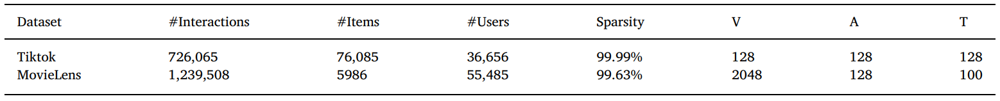 Dataset #Interactions #Items #Users Sparsity V A T
Tiktok 726,065 76,085 36,656 99.99% 128 128 128
MovieLens 1,239,508 5986 55,485 99.63% 2048 128 100